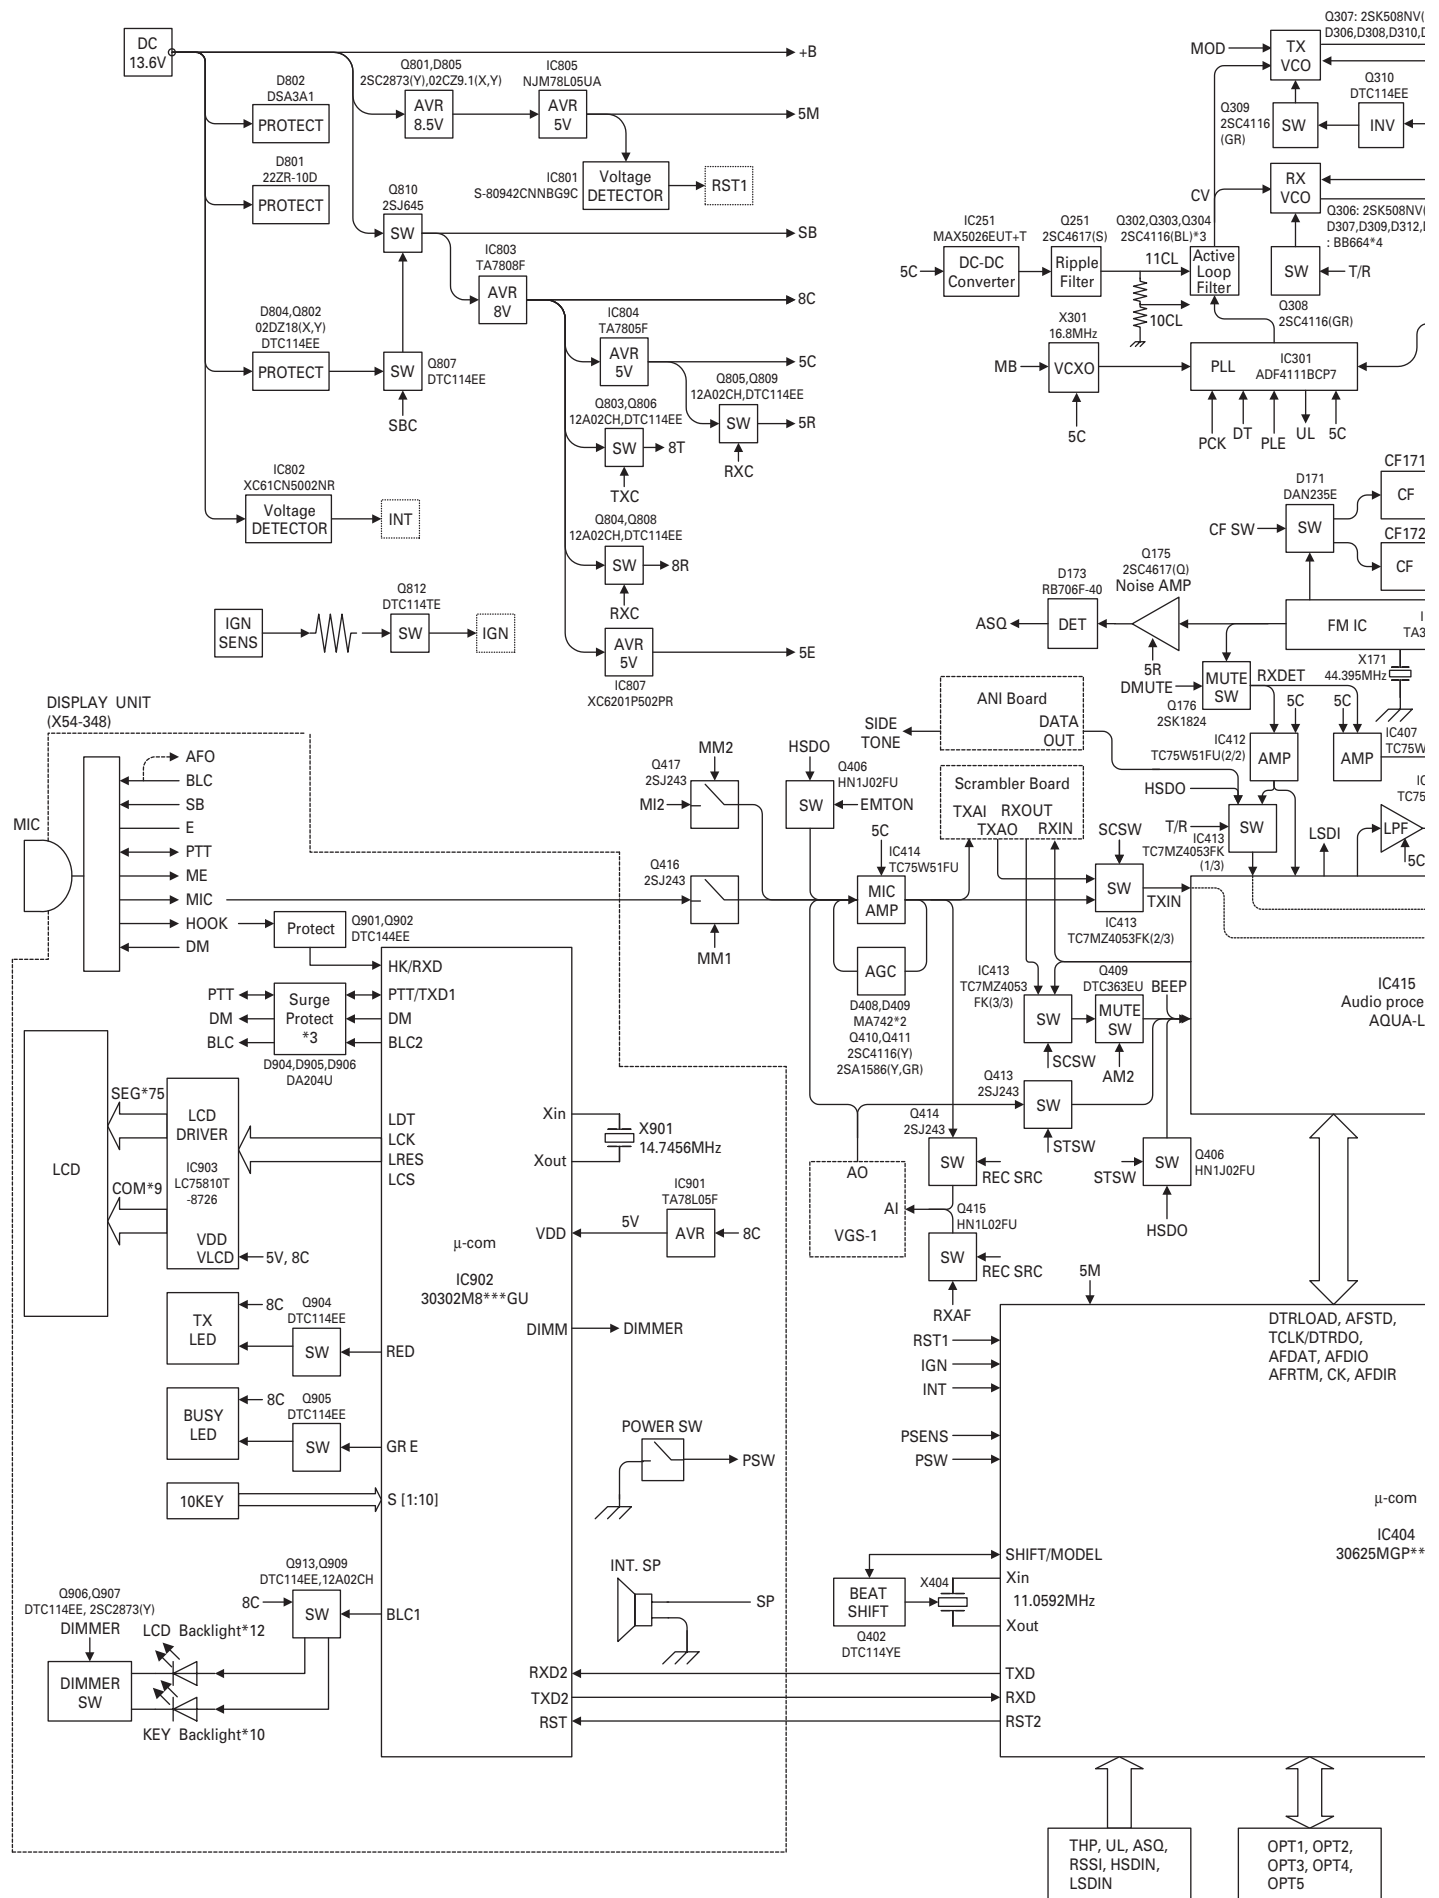 DC
13.6V
+B
D802
DSA3A1
PROTECT
D801
22ZR-10D
PROTECT
Q801,D805
2SC2873(Y),02CZ9.1(X,Y)
AVR
8.5V
IC805
NJM78L05UA
AVR
5V
5M
IC801
S-80942CNNBG9C
Voltage
DETECTOR
RST1
Q810
2SJ645
SW
SB
IC803
TA7808F
AVR
8V
8C
D804,Q802
02DZ18(X,Y)
DTC114EE
PROTECT
SW
Q807
DTC114EE
SBC
IC804
TA7805F
AVR
5V
5C
Q805,Q809
12A02CH,DTC114EE
SW
5R
RXC
Q803,Q806
12A02CH,DTC114EE
SW
8T
TXC
IC802
XC61CN5002NR
Voltage
DETECTOR
INT
Q804,Q808
12A02CH,DTC114EE
SW
8R
RXC
IGN
SENS
Q812
DTC114TE
SW
IGN
AVR
5V
5E
IC807
XC6201P502PR
Q307: 2SK508NV(
D306,D308,D310,D
MOD
TX
VCO
Q310
DTC114EE
Q309
2SC4116
(GR)
SW
INV
CV
RX
VCO
Q306: 2SK508NV(
D307,D309,D312,D
: BB664*4
IC251
MAX5026EUT+T
Q251
2SC4617(S)
Q302,Q303,Q304
2SC4116(BL)*3
5C
DC-DC
Converter
Ripple
Filter
11CL
10CL
Active
Loop
Filter
SW
T/R
Q308
2SC4116(GR)
X301
16.8MHz
MB
VCXO
5C
PLL
IC301
ADF4111BCP7
PCK
DT
PLE
UL
5C
CF171
CF
D171
DAN235E
CF SW
SW
CF172
CF
Q175
2SC4617(Q)
Noise AMP
D173
RB706F-40
ASQ
DET
5R
FM IC
I
TA3
X171
44.395MHz
DMUTE
MUTE
SW
Q176
2SK1824
RXDET
5C
5C
IC412
TC75W51FU(2/2)
AMP
AMP
IC407
TC75W
HSDO
T/R
SW
IC413
TC7MZ4053FK
(1/3)
LSDI
IC
TC75
LPF
5C
DISPLAY UNIT
(X54-348)
MIC
AFO
BLC
SB
E
PTT
ME
MIC
HOOK
DM
Protect
Q901,Q902
DTC144EE
HK/RXD
PTT
DM
BLC
Surge
Protect
*3
PTT/TXD1
DM
BLC2
D904,D905,D906
DA204U
LCD
SEG*75
COM*9
LCD
DRIVER
IC903
LC75810T
-8726
VDD
VLCD
5V, 8C
LDT
LCK
LRES
LCS
Xin
Xout
X901
14.7456MHz
VDD
5V
IC901
TA78L05F
AVR
8C
µ-com
IC902
30302M8***GU
DIMM
DIMMER
TX
LED
8C
Q904
DTC114EE
SW
RED
BUSY
LED
8C
Q905
DTC114EE
SW
GR E
10KEY
S [1:10]
POWER SW
PSW
INT. SP
SP
Q913,Q909
DTC114EE,12A02CH
8C
SW
BLC1
Q906,Q907
DTC114EE, 2SC2873(Y)
DIMMER
LCD Backlight*12
DIMMER
SW
KEY Backlight*10
RXD2
TXD2
RST
Q417
2SJ243
MM2
MI2
Q416
2SJ243
MM1
HSDO
Q406
HN1J02FU
SW
EMTON
SIDE
TONE
ANI Board
DATA
OUT
Scrambler Board
TXAI
RXOUT
TXAO
RXIN
5C
IC414
TC75W51FU
MIC
AMP
AGC
D408,D409
MA742*2
Q410,Q411
2SC4116(Y)
2SA1586(Y,GR)
SCSW
SW
TXIN
IC413
TC7MZ4053FK(2/3)
IC413
TC7MZ4053
FK(3/3)
SW
SCSW
Q409
DTC363EU
MUTE
SW
AM2
BEEP
Q413
2SJ243
SW
STSW
STSW
SW
Q406
HN1J02FU
HSDO
IC415
Audio proce
AQUA-L
Q414
2SJ243
SW
REC SRC
AO
AI
VGS-1
Q415
HN1L02FU
SW
REC SRC
RXAF
5M
RST1
IGN
INT
PSENS
PSW
DTRLOAD, AFSTD,
TCLK/DTRDO,
AFDAT, AFDIO
AFRTM, CK, AFDIR
µ-com
IC404
30625MGP**
SHIFT/MODEL
BEAT
SHIFT
Q402
DTC114YE
X404
Xin
11.0592MHz
Xout
TXD
RXD
RST2
THP, UL, ASQ,
RSSI, HSDIN,
LSDIN
OPT1, OPT2,
OPT3, OPT4,
OPT5